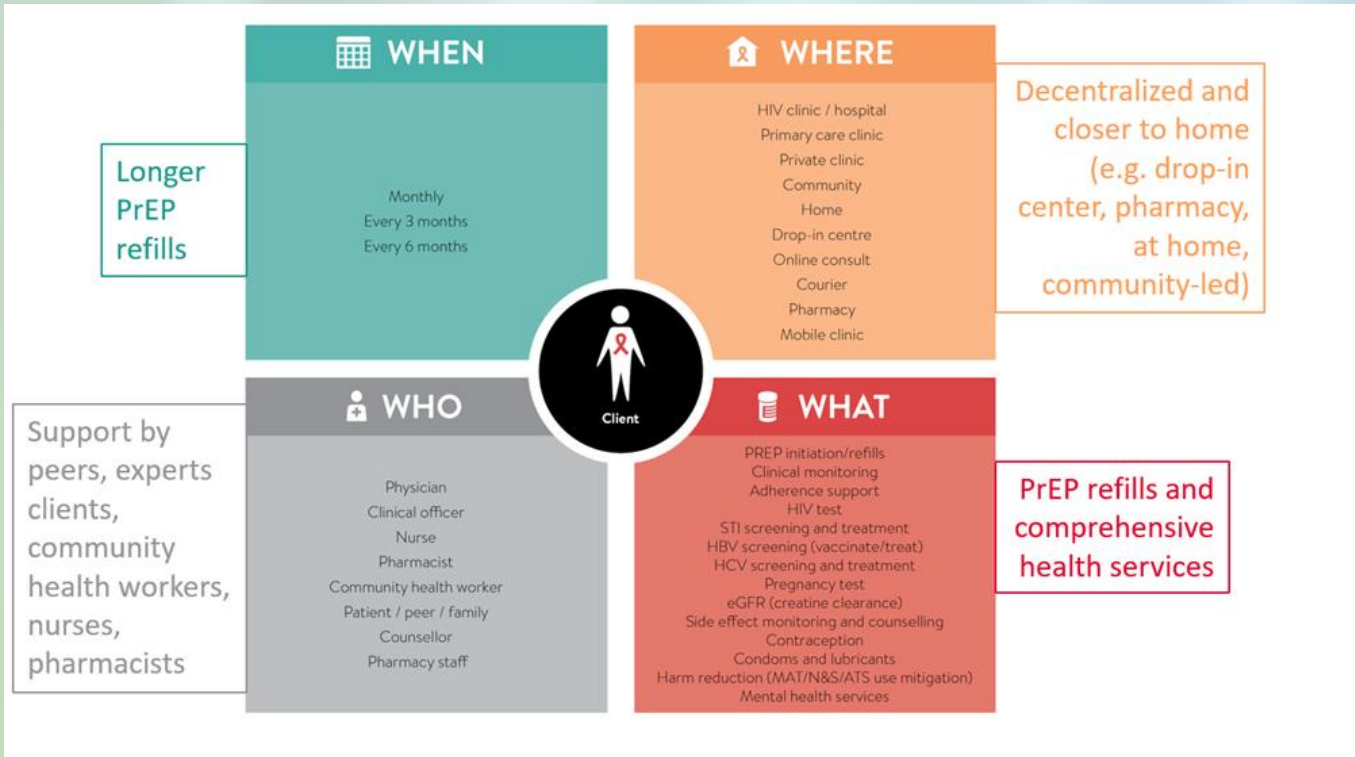 WHEN
Monthly
Every 3 months
Every 6 months
Longer
PrEP
refills
WHERE
HIV clinic / hospital
Primary care clinic
Private clinic
Community
Home
Drop-in centre
Online consult
Courier
Pharmacy
Mobile clinic
Decentralized and
closer to home
(e.g. drop-in
center, pharmacy,
at home,
community-led)
Client
WHO
Physician
Clinical officer
Nurse
Pharmacist
Community health worker
Patient / peer / family
Counsellor
Pharmacy staff
Support by
peers, experts
clients,
community
health workers,
nurses,
pharmacists
WHAT
PREP initiation/refills
Clinical monitoring
Adherence support
HIV test
STI screening and treatment
HBV screening (vaccinate/treat)
HCV screening and treatment
Pregnancy test
eGFR (creatine clearance)
Side effect monitoring and counselling
Contraception
Condoms and lubricants
Harm reduction (MAT/N&S/ATS use mitigation)
Mental health services
PrEP refills and
comprehensive
health services